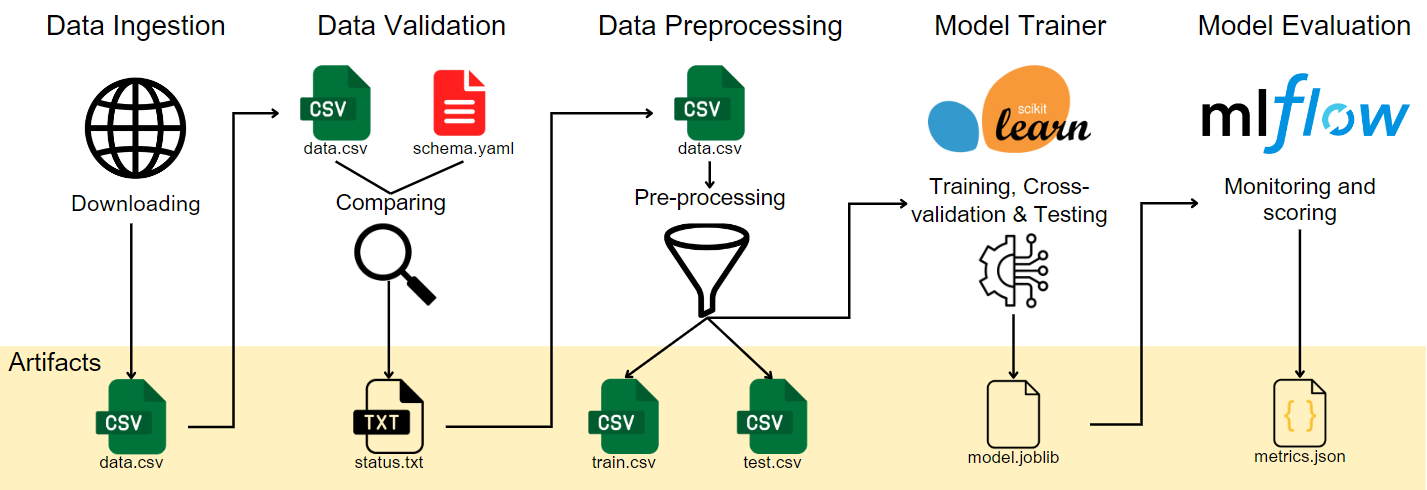 Data Ingestion
Data Validation
Data Preprocessing
Model Trainer
Model Evaluation
CSV
data.csv
schema.yaml
CSV
data.csv
scikit
learn
mlflow
Downloading
Comparing
Pre-processing
Training, Cross-
validation & Testing
Monitoring and
scoring
Artifacts
CSV
data.csv
TXT
status.txt
CSV
train.csv
CSV
test.csv
model.joblib
{ }
metrics.json